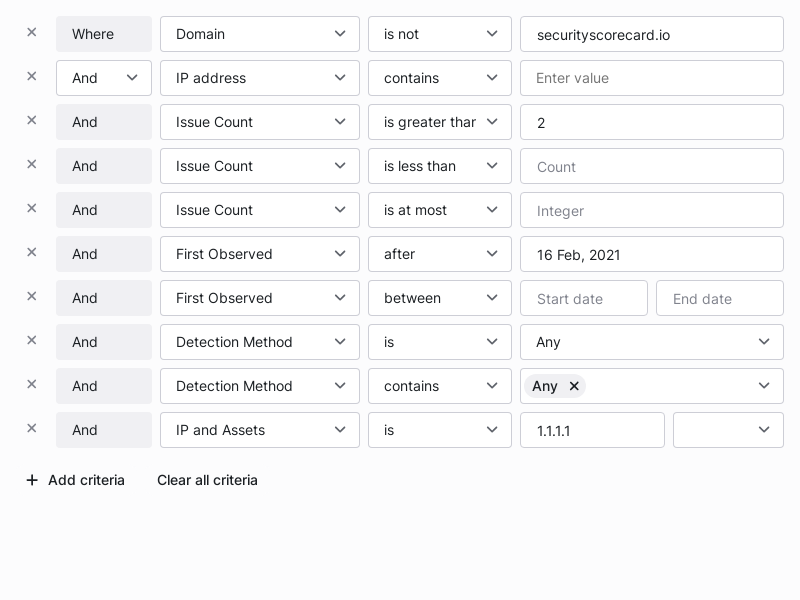 Where Domain is not securityscorecard.io
And IP address contains Enter value
And Issue Count is greater than 2
And Issue Count is less than Count
And Issue Count is at most Integer
And First Observed after 16 Feb, 2021
And First Observed between Start date End date
And Detection Method is Any
And Detection Method contains Any
And IP and Assets is 1.1.1.1
Add criteria Clear all criteria